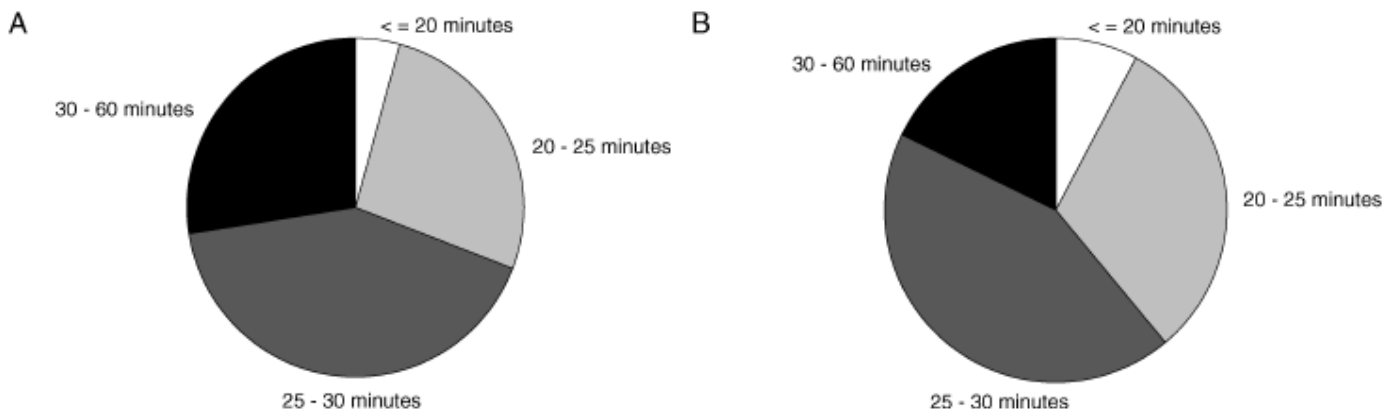 A
< = 20 minutes
30 - 60 minutes
20 - 25 minutes
25 - 30 minutes
B
< = 20 minutes
30 - 60 minutes
20 - 25 minutes
25 - 30 minutes